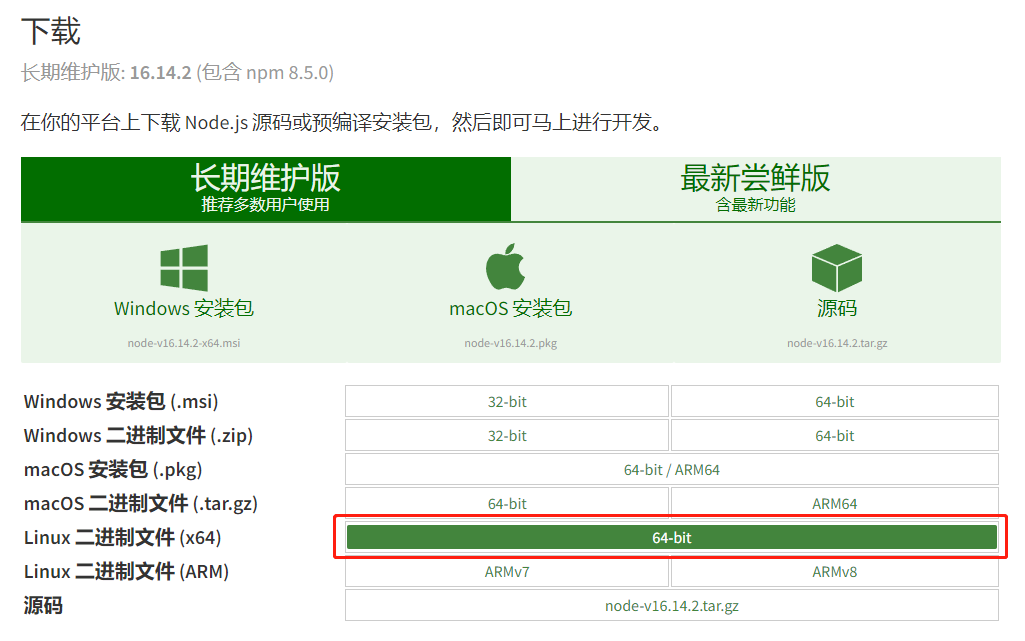 下载
长期维护版: 16.14.2 (包含 npm 8.5.0)
在你的平台上下载 Node.js 源码或预编译安装包，然后即可马上进行开发。
长期维护版 最新尝鲜版
推荐多数用户使用 含最新功能
Windows 安装包 macOS 安装包 源码
node-v16.14.2-x64.msi node-v16.14.2.pkg node-v16.14.2.tar.gz
Windows 安装包 (.msi) 32-bit 64-bit
Windows 二进制文件 (.zip) 32-bit 64-bit
macOS 安装包 (.pkg) 64-bit / ARM64
macOS 二进制文件 (.tar.gz) 64-bit ARM64
Linux 二进制文件 (x64) 64-bit
Linux 二进制文件 (ARM) ARMv7 ARMv8
源码 node-v16.14.2.tar.gz